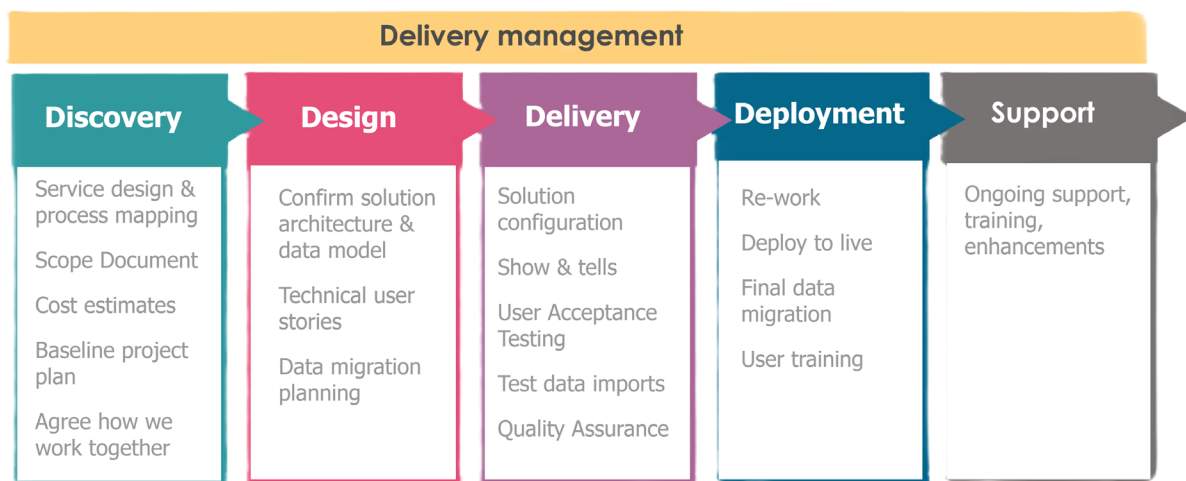 Delivery management
Discovery
Service design &
process mapping
Scope Document
Cost estimates
Baseline project
plan
Agree how we
work together
Design
Confirm solution
architecture &
data model
Technical user
stories
Data migration
planning
Delivery
Solution
configuration
Show & tells
User Acceptance
Testing
Test data imports
Quality Assurance
Deployment
Re-work
Deploy to live
Final data
migration
User training
Support
Ongoing support,
training,
enhancements